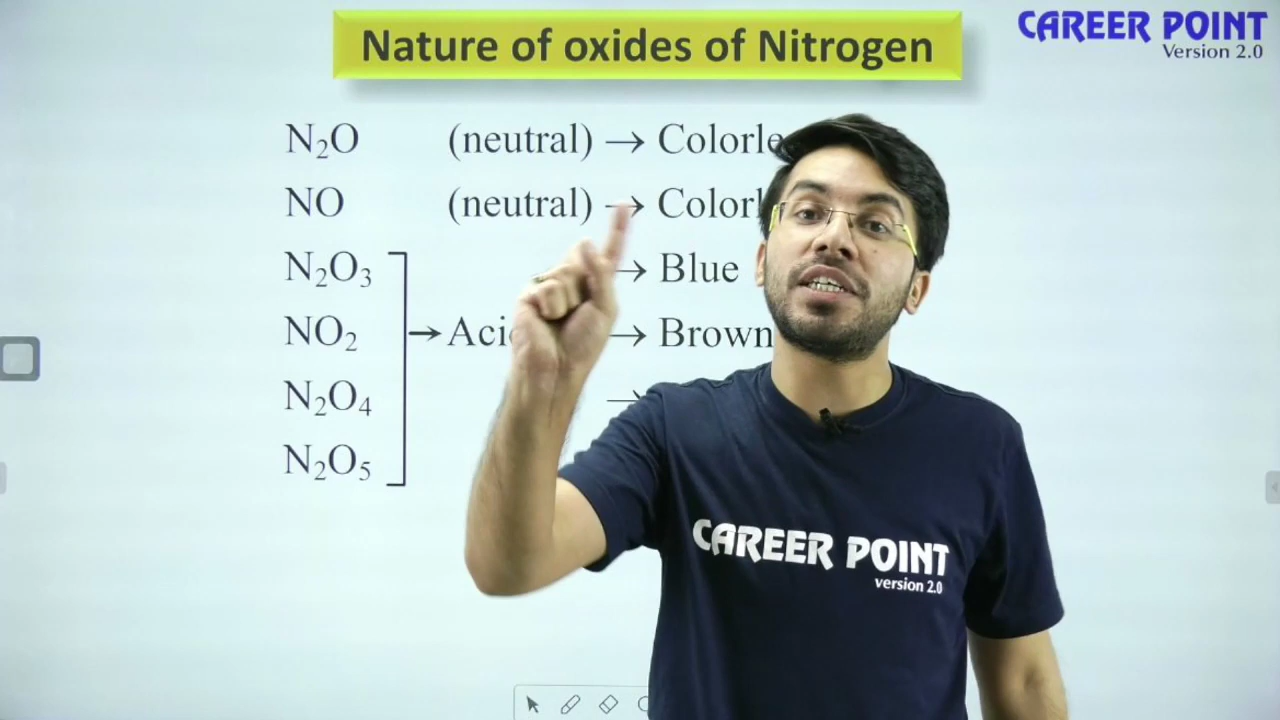 Nature of oxides of Nitrogen
CAREER POINT
Version 2.0
N₂O (neutral) → Colorle
NO (neutral) → Colorl
N₂O₃ → Blue
NO₂ → Acid → Brown
N₂O₄ →
N₂O₅
CAREER POINT
version 2.0